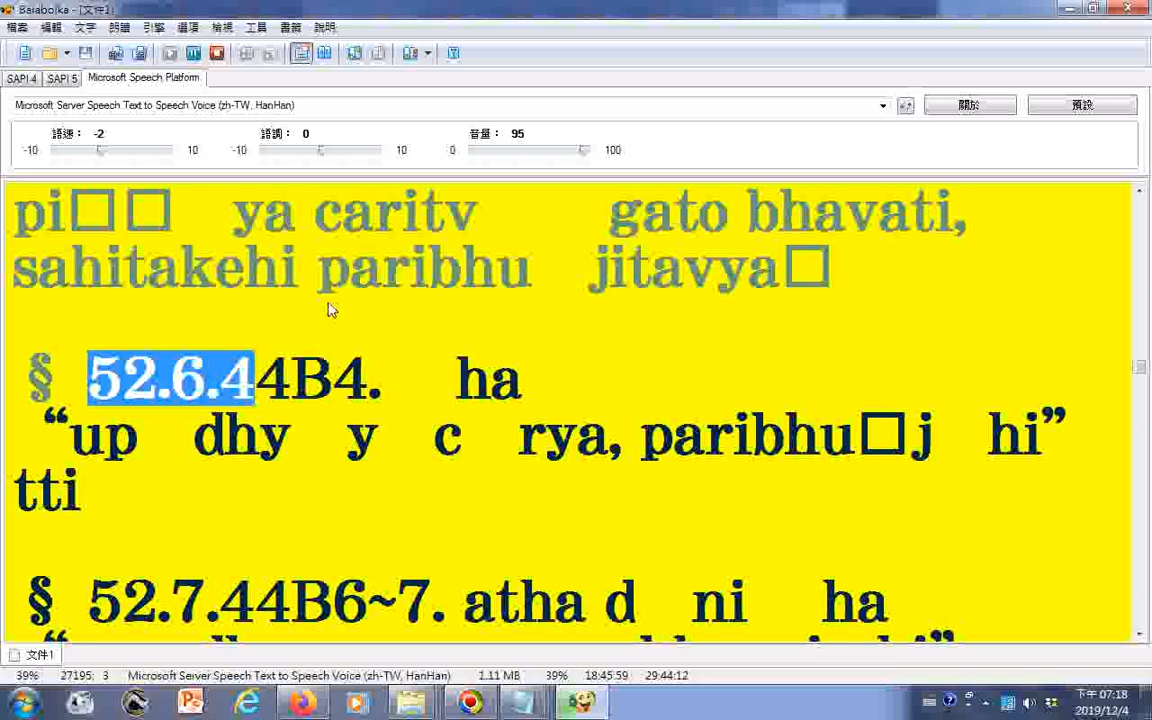 Balabolka - [文件1]
檔案 編輯 文字 朗讀 引擎 選項 檢視 工具 書籤 說明
SAPI 4 SAPI 5 Microsoft Speech Platform
Microsoft Server Speech Text to Speech Voice (zh-TW, HanHan) 關於 預設
語速： -2 語調： 0 音量： 95
-10 10 -10 10 0 100
pi□□ ya caritv gato bhavati,
sahitakehi paribhu jitavya□
§ 52.6.44B4. ha
“up dhy y c rya, paribhu□j hi”
tti
§ 52.7.44B6~7. atha d ni ha
文件1
39% 27195: 3 Microsoft Server Speech Text to Speech Voice (zh-TW, HanHan) 1.11 MB 39% 18:45:59 29:44:12
下午 07:18
2019/12/4